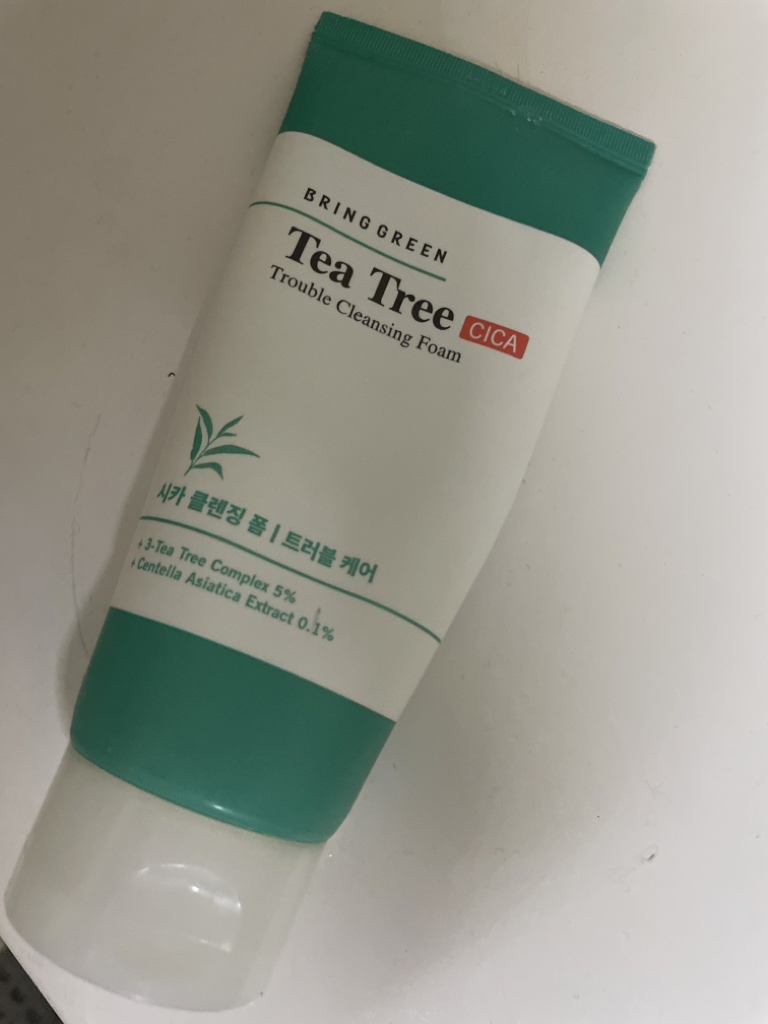 BRING GREEN
Tea Tree CICA
Trouble Cleansing Foam
시카 클렌징 폼 | 트러블 케어
+ 3-Tea Tree Complex 5%
+ Centella Asiatica Extract 0.1%